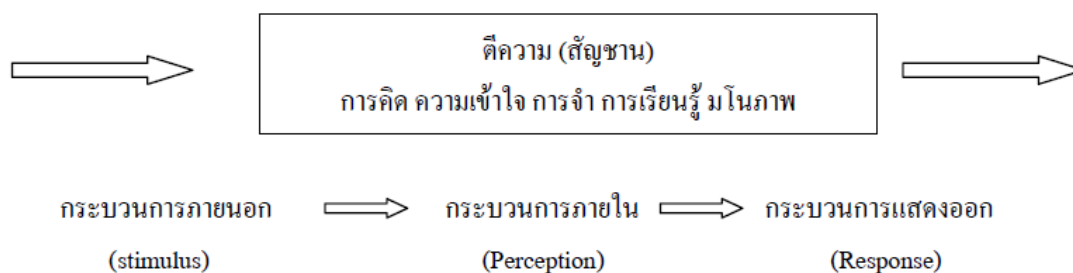 ตีความ (สัญชาน)
การคิด ความเข้าใจ การจำ การเรียนรู้ มโนภาพ
กระบวนการภายนอก กระบวนการภายใน กระบวนการแสดงออก
(stimulus) (Perception) (Response)